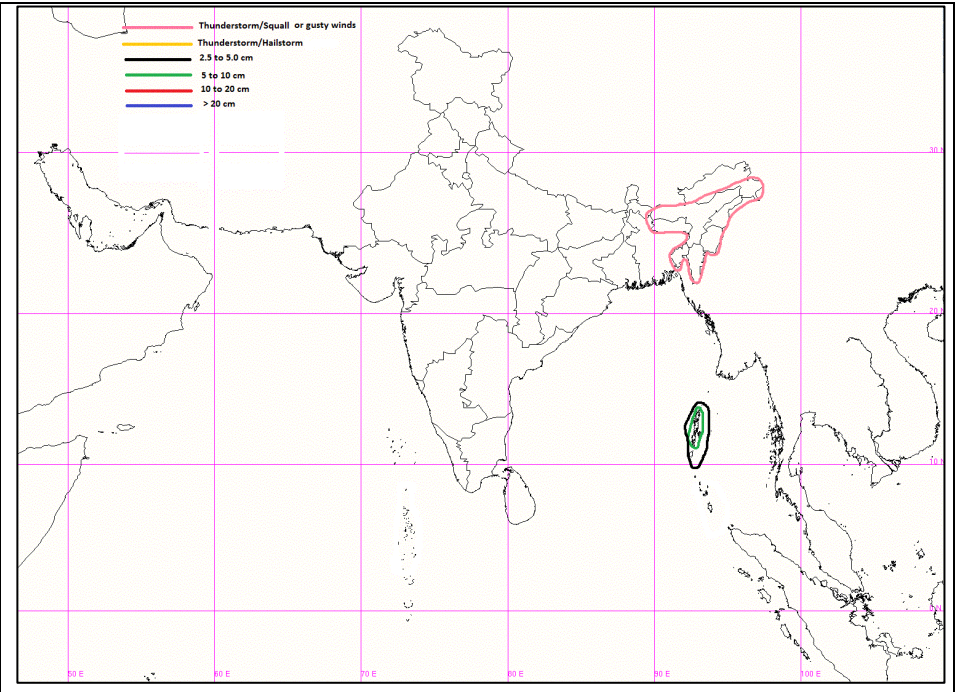 Thunderstorm/Squall or gusty winds
Thunderstorm/Hailstorm
2.5 to 5.0 cm
5 to 10 cm
10 to 20 cm
> 20 cm
30 N
20 N
10 N
50 E
60 E
70 E
80 E
90 E
100 E